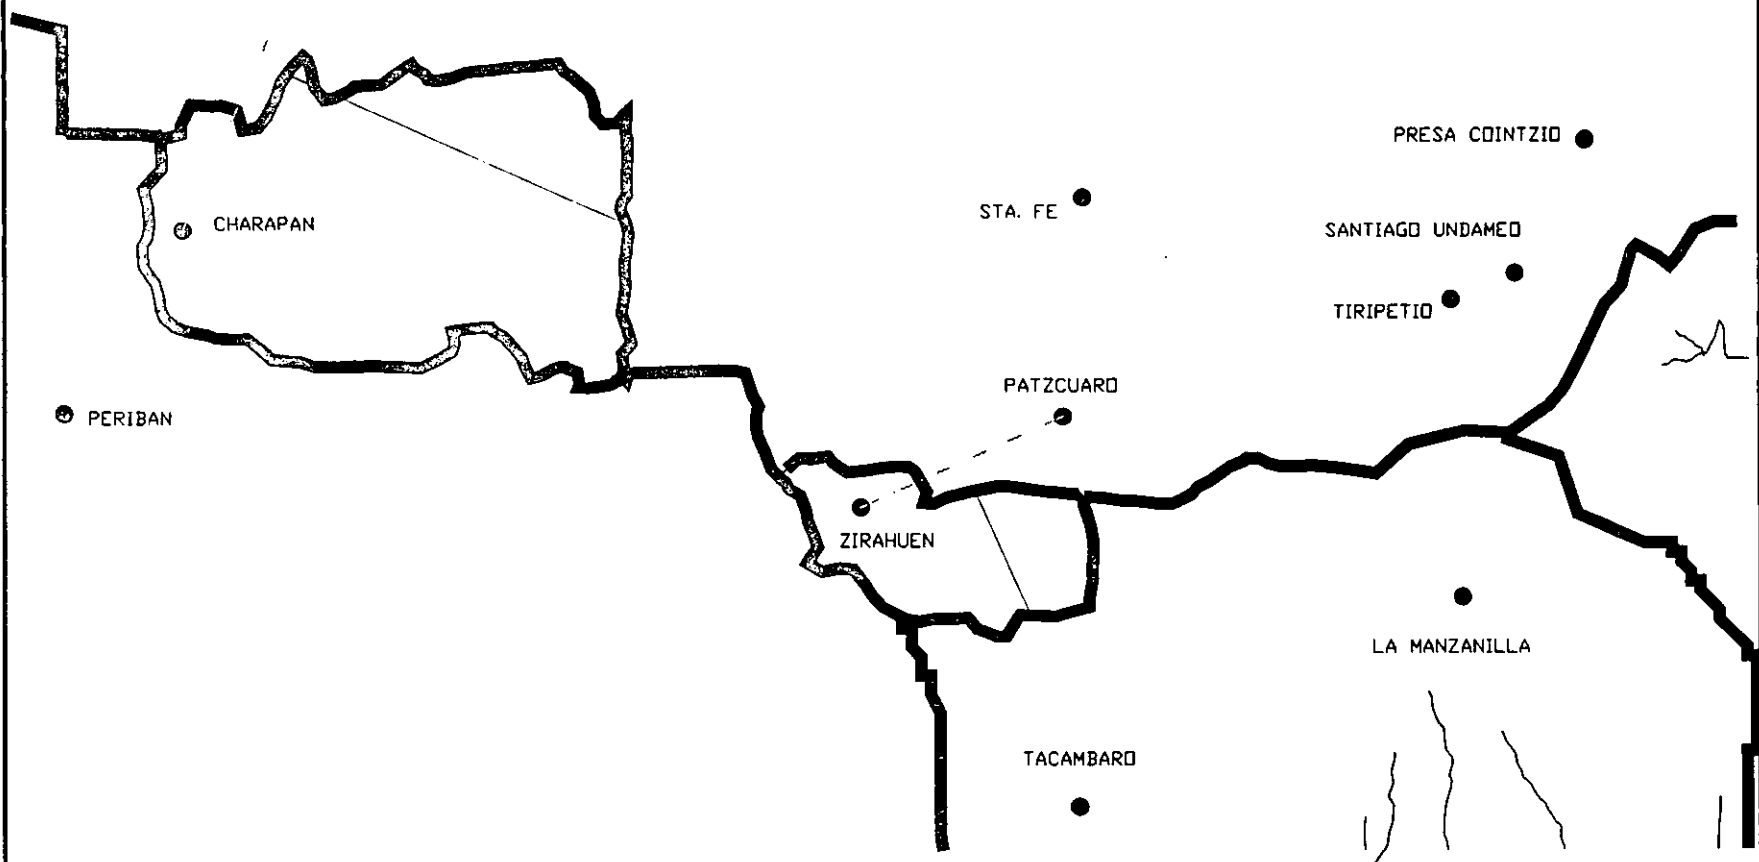 PRESA COINTZIO
STA. FE
CHARAPAN
SANTIAGO UNDAMEO
TIRIPETIO
PATZCUARO
PERIBAN
ZIRAHUEN
LA MANZANILLA
TACAMBARO